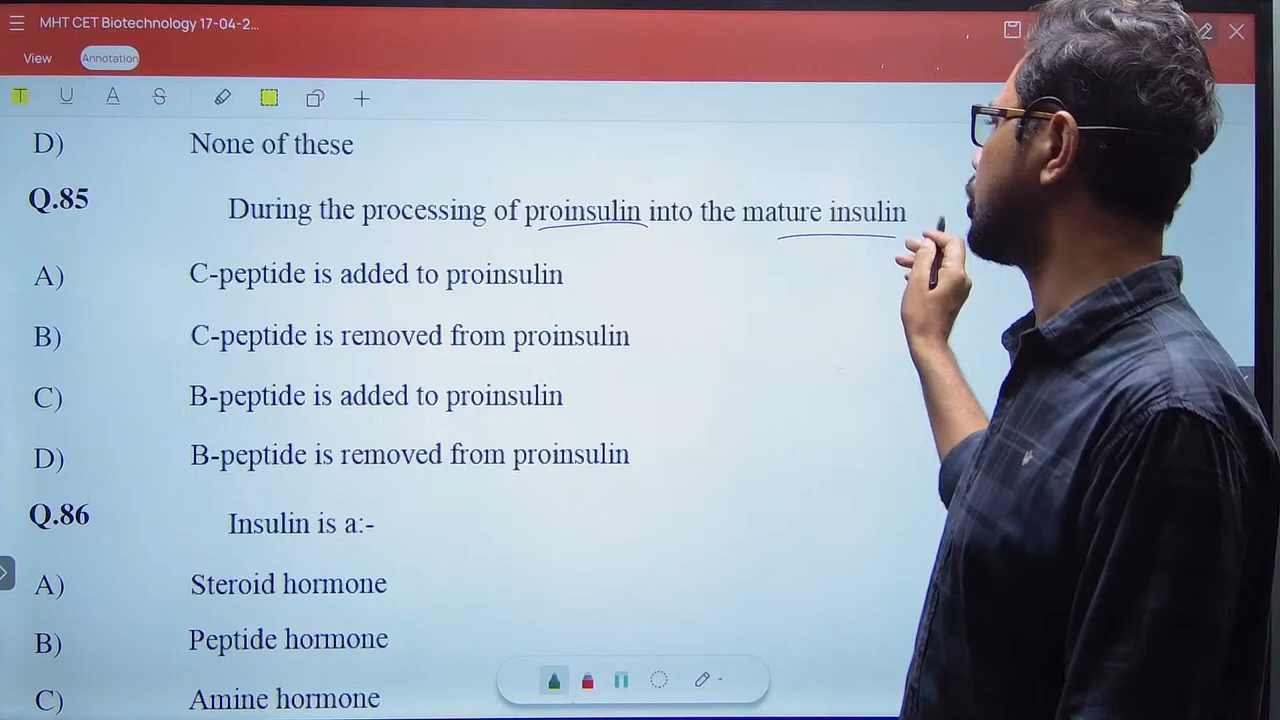 MHT CET Biotechnology 17-04-2...
View Annotation
T U A S
D) None of these
Q.85 During the processing of proinsulin into the mature insulin
A) C-peptide is added to proinsulin
B) C-peptide is removed from proinsulin
C) B-peptide is added to proinsulin
D) B-peptide is removed from proinsulin
Q.86 Insulin is a:-
A) Steroid hormone
B) Peptide hormone
C) Amine hormone